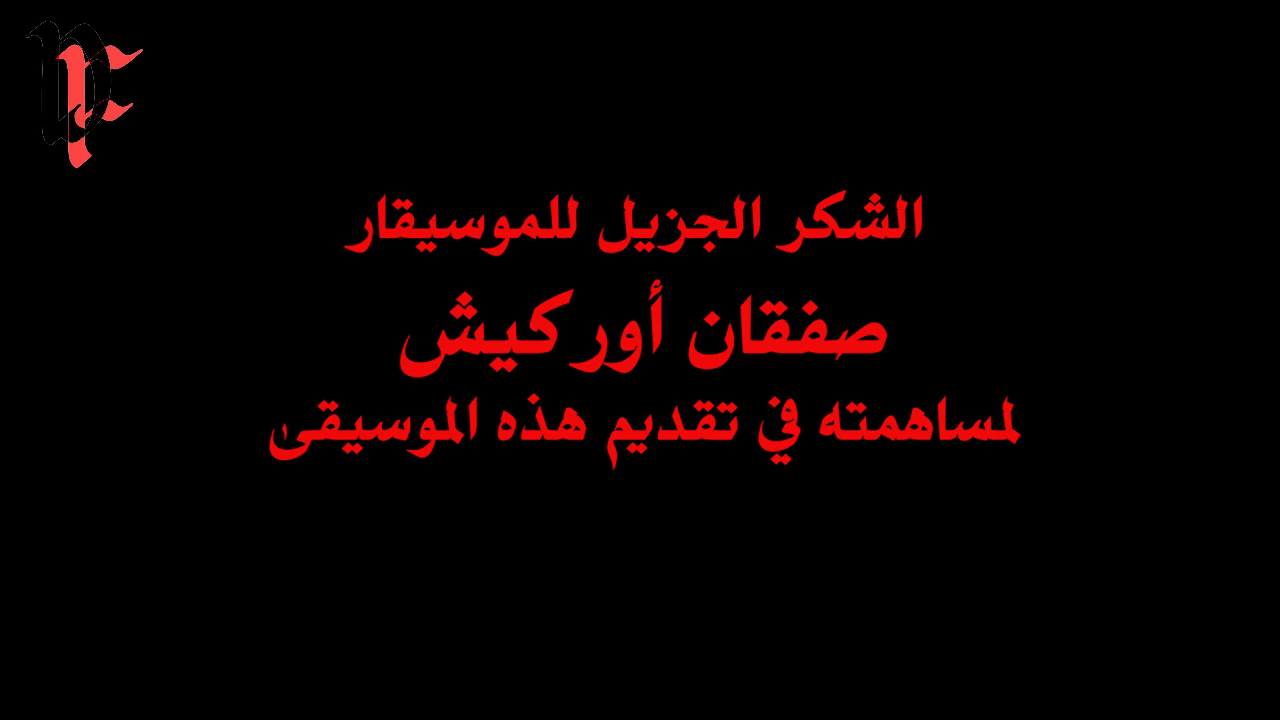 الشكر الجزيل للموسيقار
صفقان أوركيش
لمساهمته في تقديم هذه الموسيقى